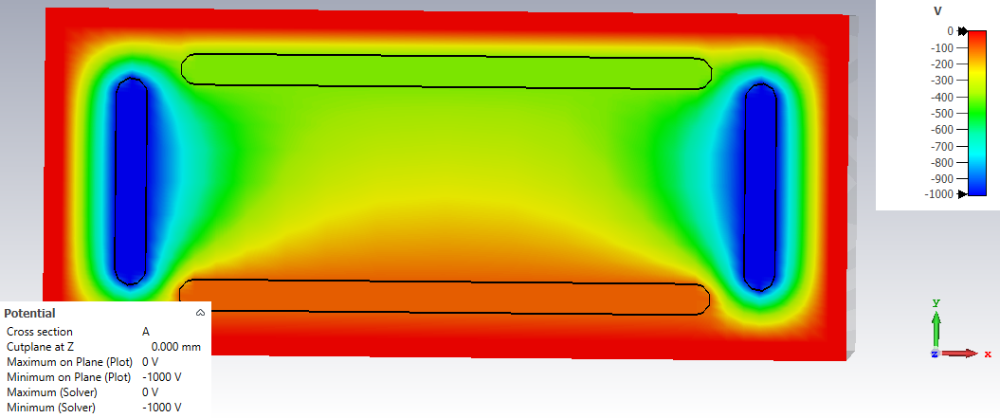 V
0
-100
-200
-300
-400
-500
-600
-700
-800
-900
-1000
y
z
x
Potential
Cross section A
Cutplane at Z 0.000 mm
Maximum on Plane (Plot) 0 V
Minimum on Plane (Plot) -1000 V
Maximum (Solver) 0 V
Minimum (Solver) -1000 V